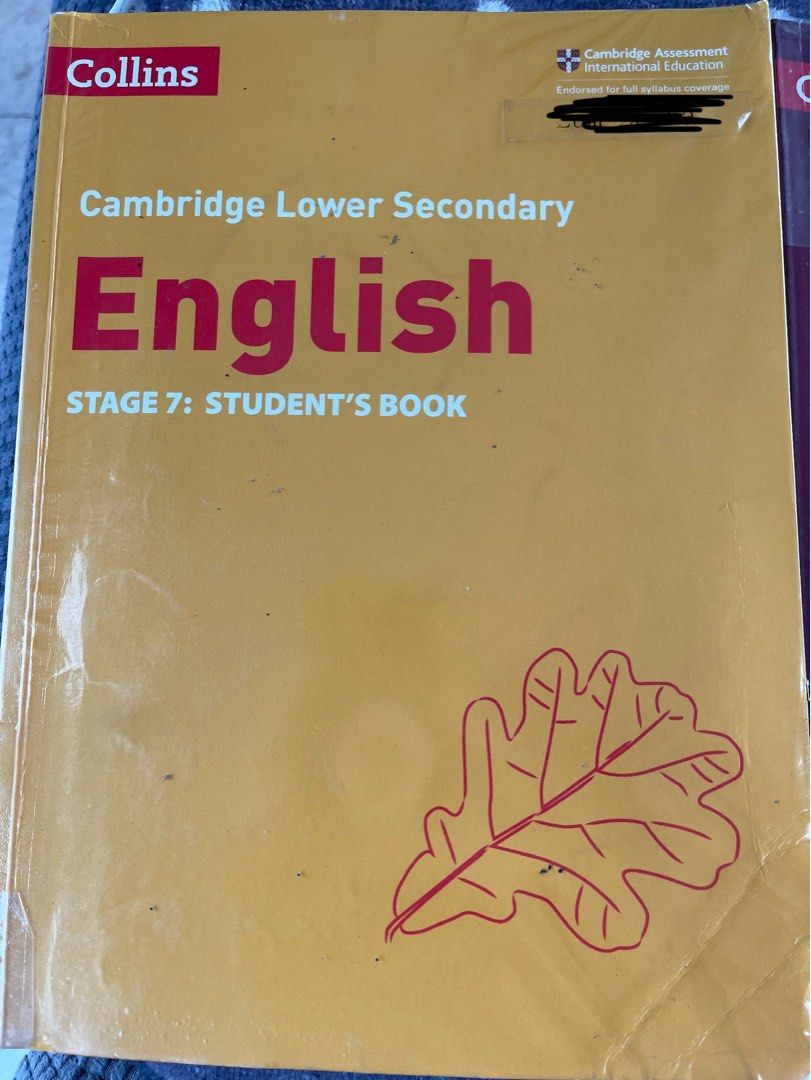 Collins
Cambridge Assessment
International Education
Endorsed for full syllabus coverage
Cambridge Lower Secondary
English
STAGE 7: STUDENT'S BOOK